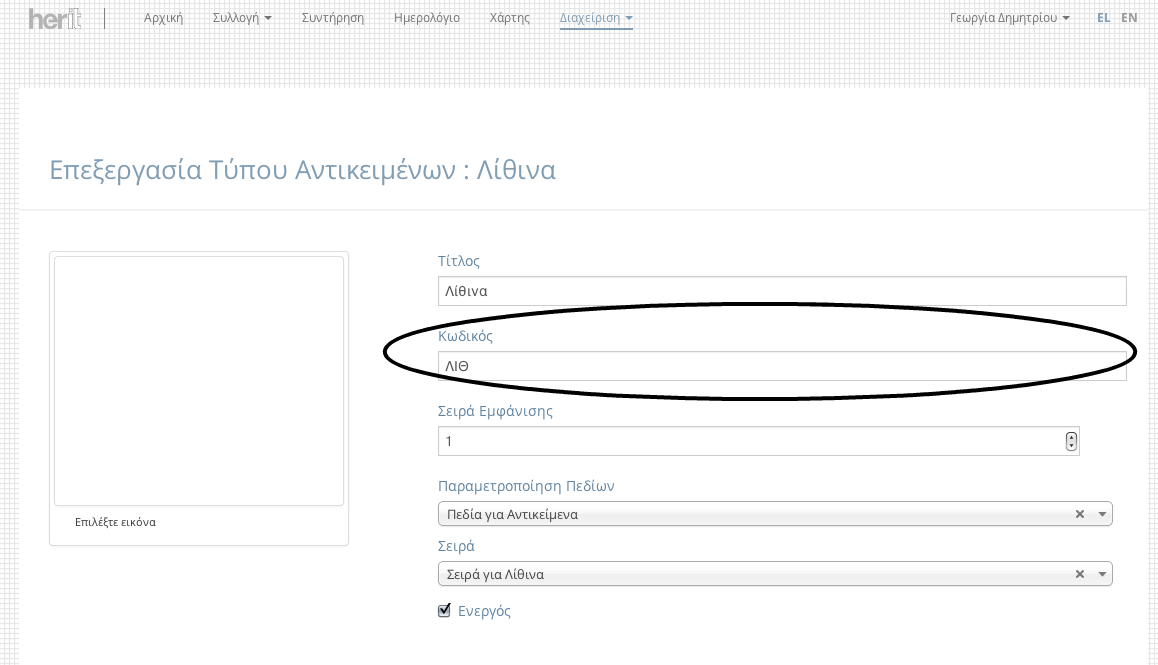 herit Αρχική Συλλογή Συντήρηση Ημερολόγιο Χάρτης Διαχείριση Γεωργία Δημητρίου EL EN
Επεξεργασία Τύπου Αντικειμένων : Λίθινα
Τίτλος
Λίθινα
Κωδικός
ΛΙΘ
Σειρά Εμφάνισης
1
Παραμετροποίηση Πεδίων
Πεδία για Αντικείμενα
Επιλέξτε εικόνα
Σειρά
Σειρά για Λίθινα
Ενεργός